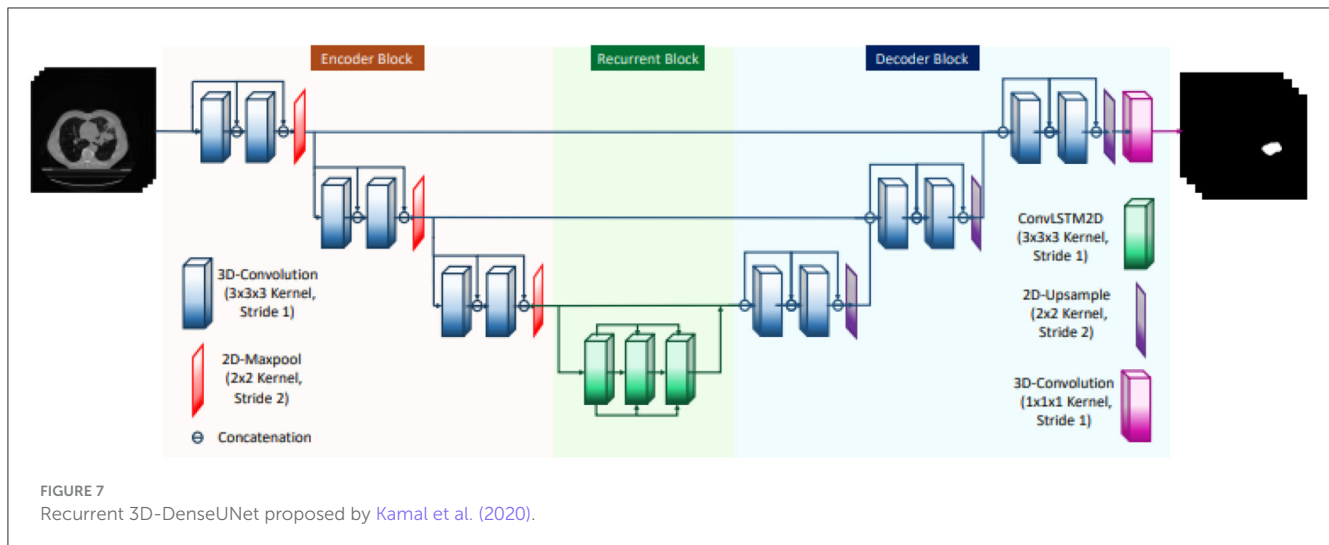 Encoder Block
Recurrent Block
Decoder Block
3D-Convolution
(3x3x3 Kernel,
Stride 1)
2D-Maxpool
(2x2 Kernel,
Stride 2)
Concatenation
ConvLSTM2D
(3x3x3 Kernel,
Stride 1)
2D-Upsample
(2x2 Kernel,
Stride 2)
3D-Convolution
(1x1x1 Kernel,
Stride 1)
FIGURE 7
Recurrent 3D-DenseUNet proposed by Kamal et al. (2020).